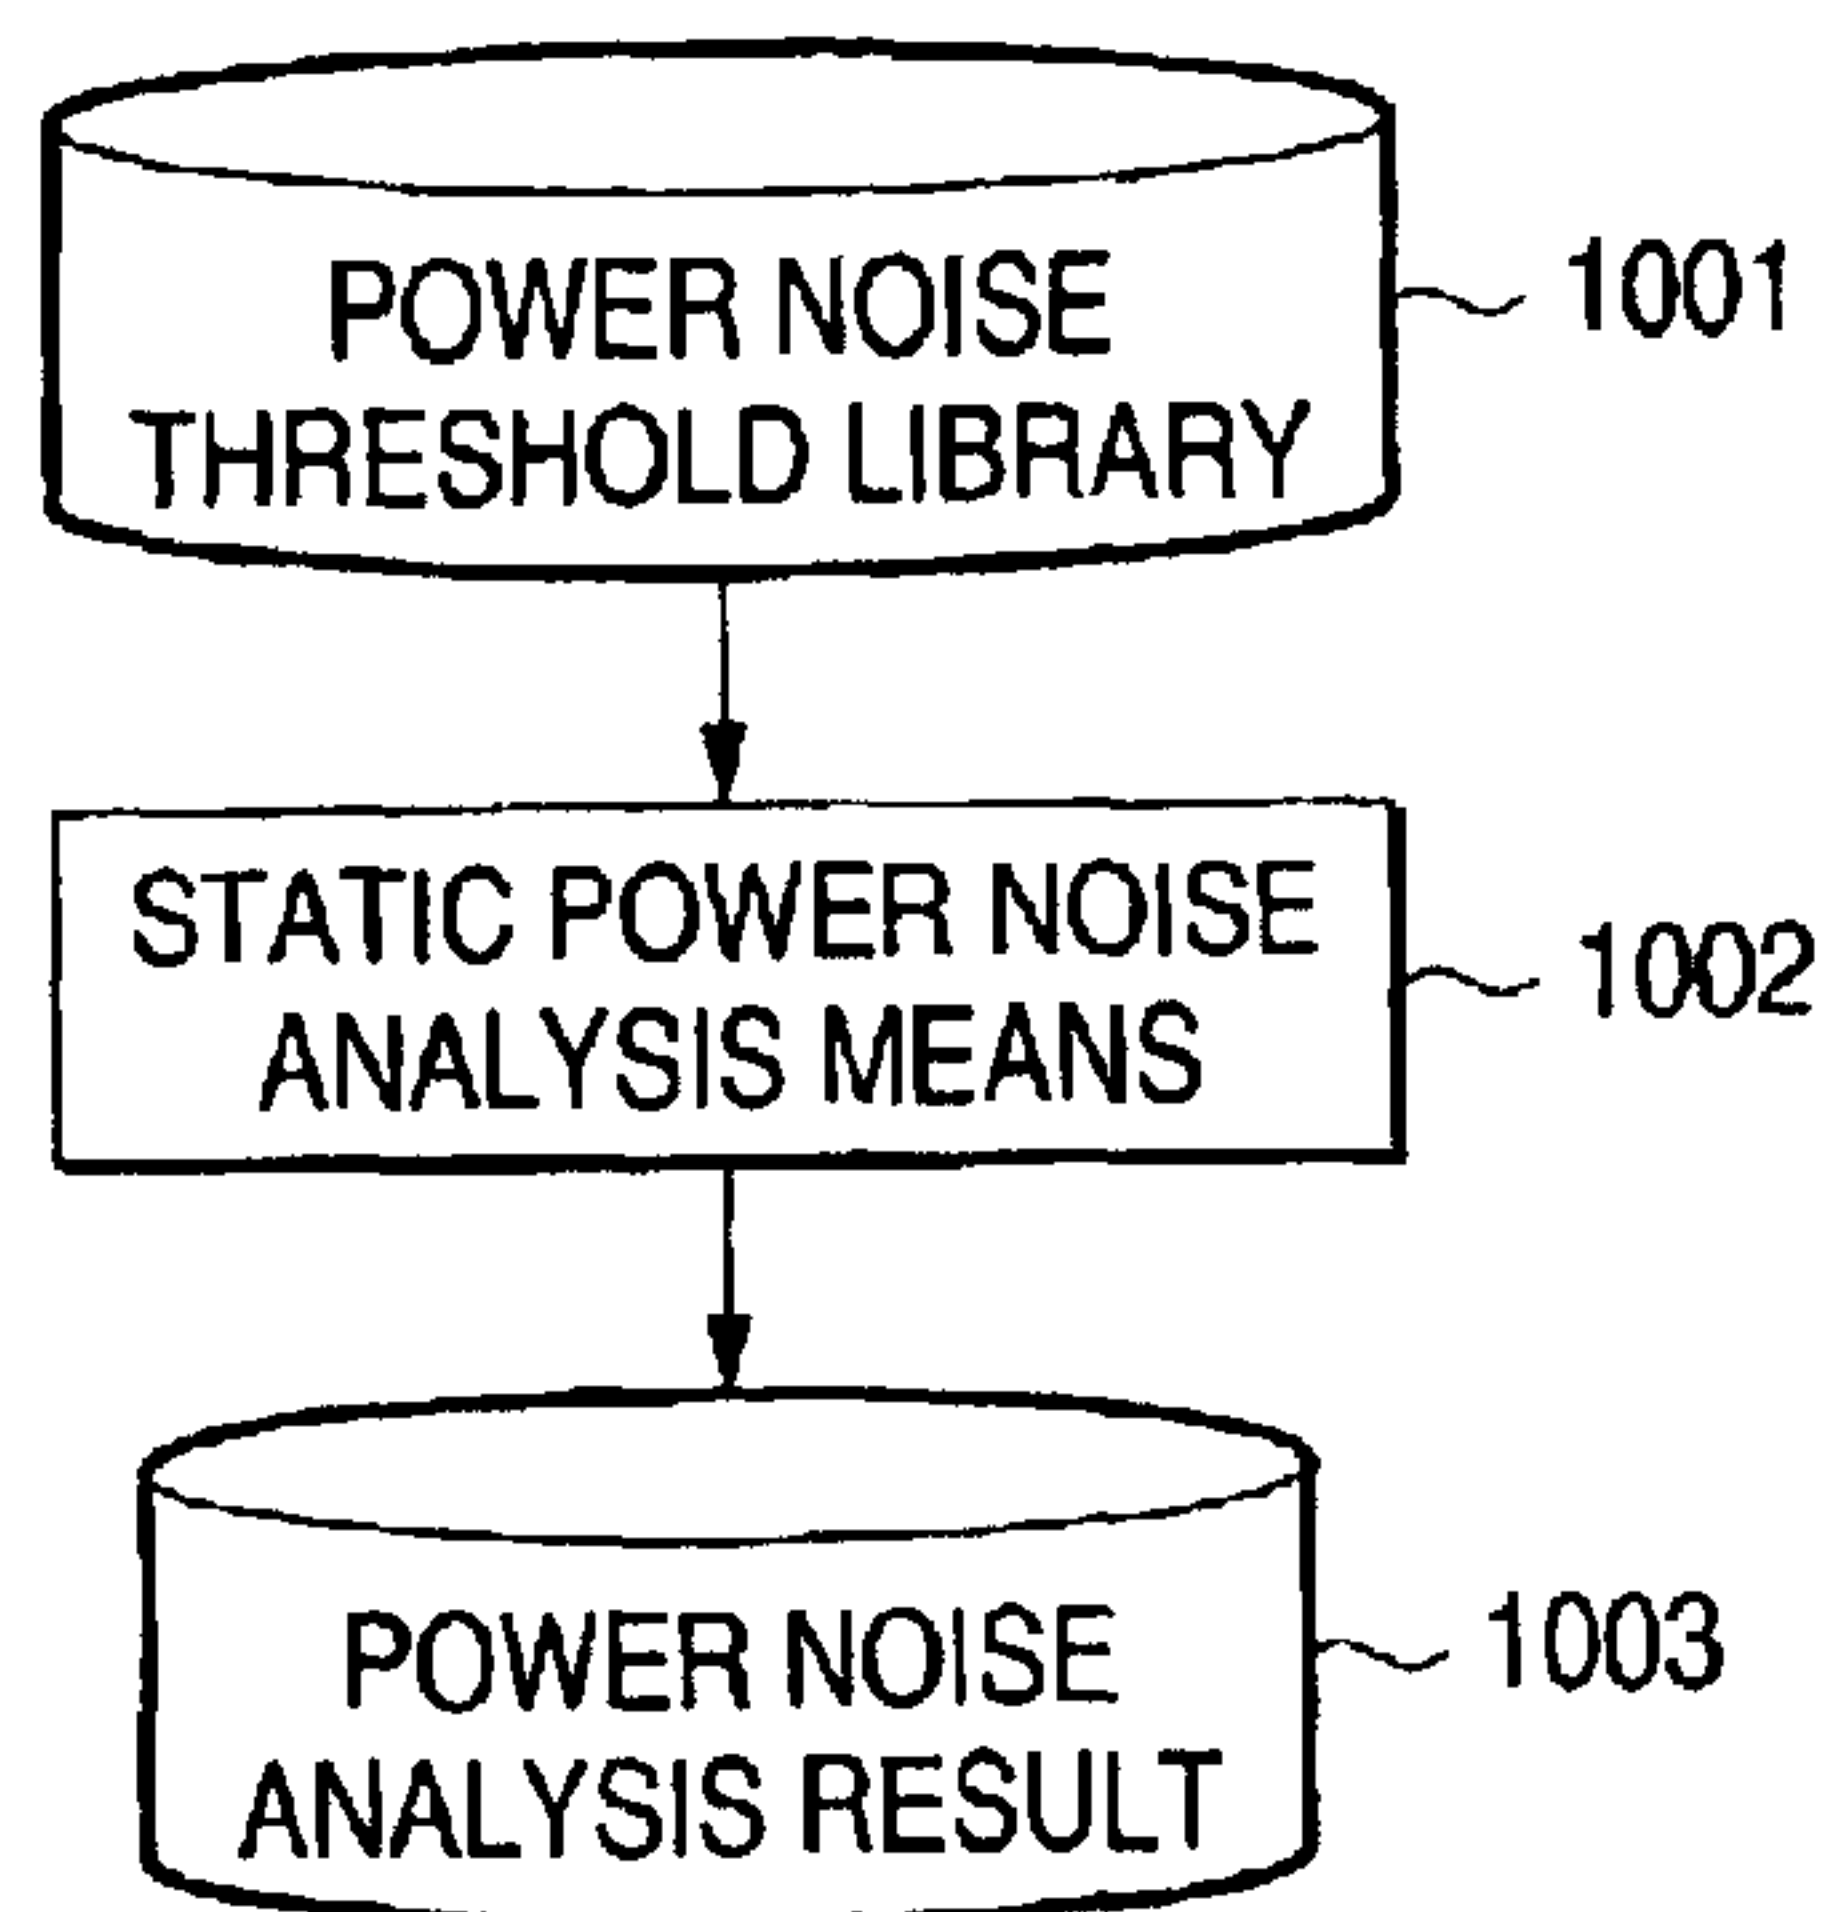 POWER NOISE
THRESHOLD LIBRARY
1001
STATIC POWER NOISE
ANALYSIS MEANS
1002
POWER NOISE
ANALYSIS RESULT
1003